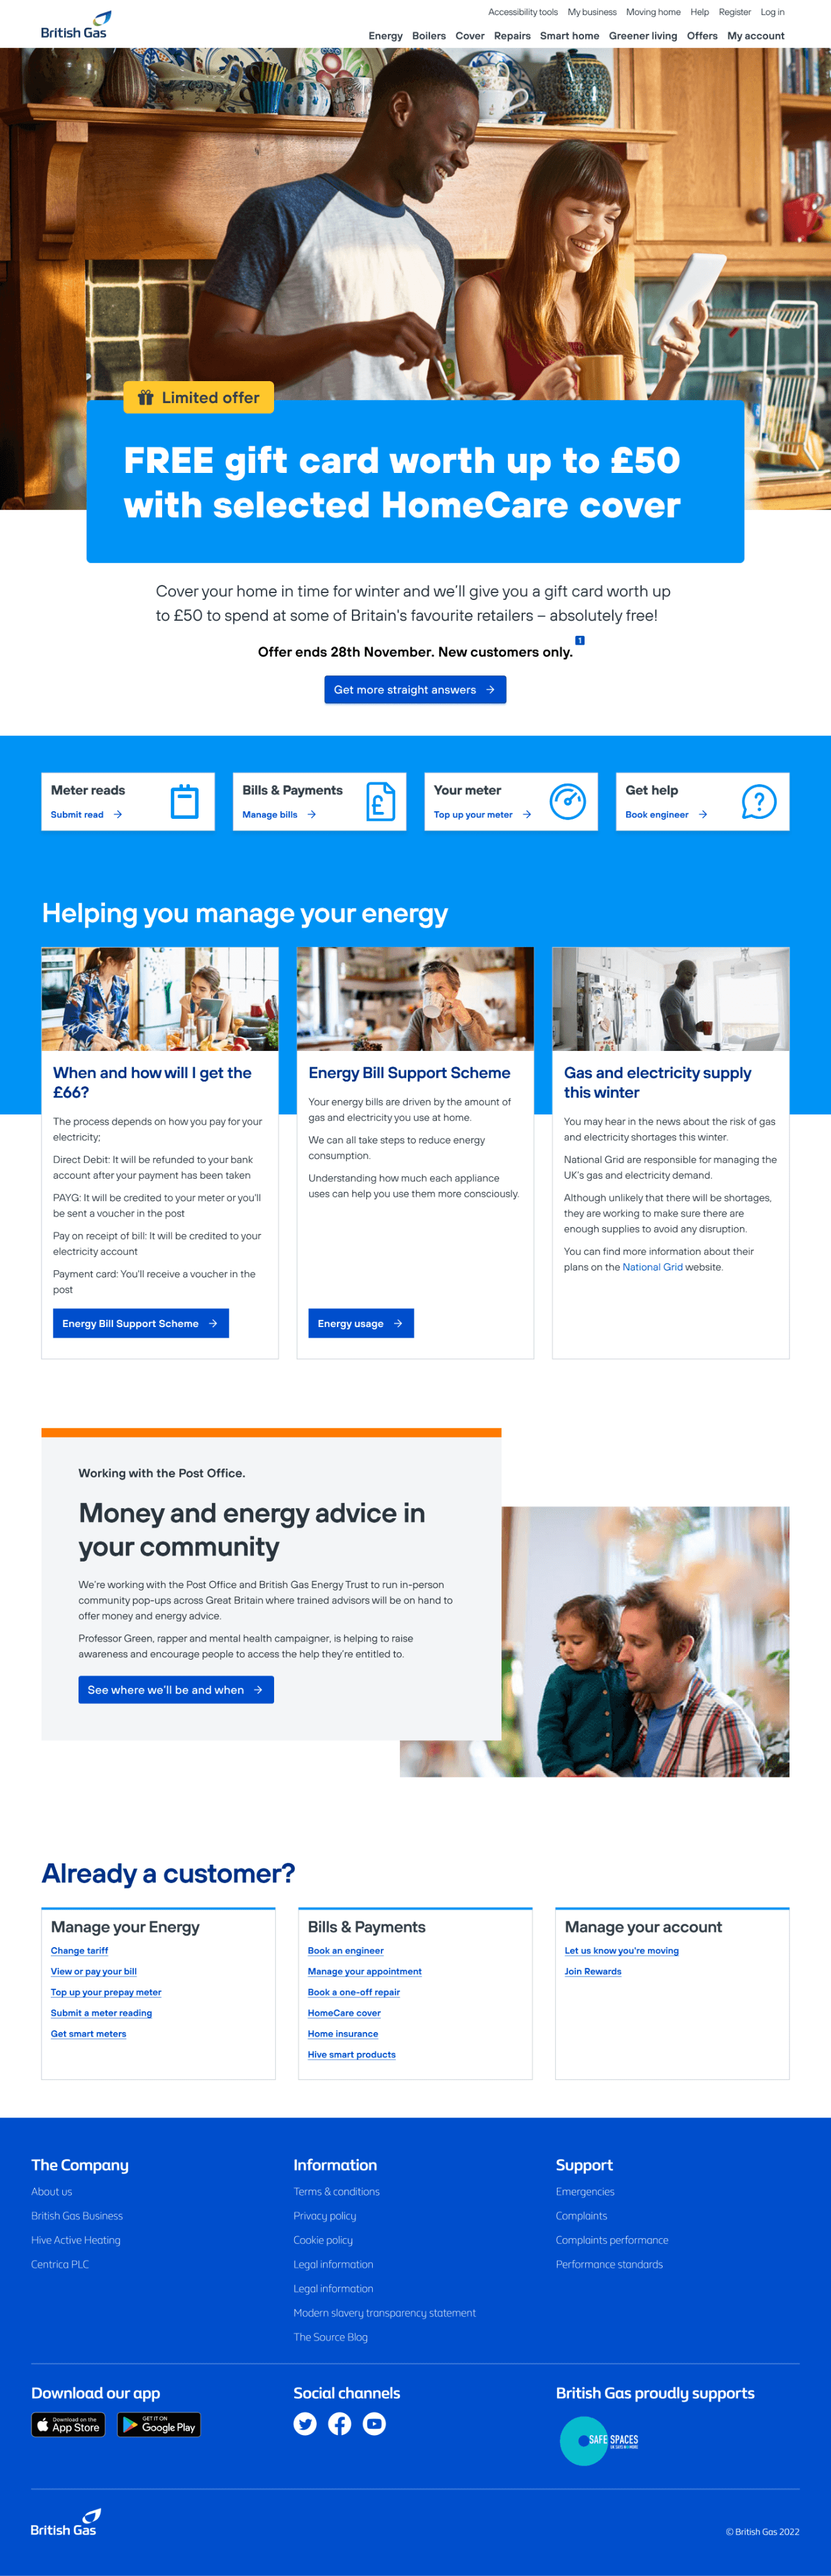 British Gas
Accessibility tools My business Moving home Help Register Log in
Energy Boilers Cover Repairs Smart home Greener living Offers My account
Limited offer
FREE gift card worth up to £50
with selected HomeCare cover
Cover your home in time for winter and we'll give you a gift card worth up
to £50 to spend at some of Britain's favourite retailers – absolutely free!
Offer ends 28th November. New customers only. 1
Get more straight answers
Meter reads
Submit read
Bills & Payments
Manage bills
Your meter
Top up your meter
Get help
Book engineer
Helping you manage your energy
When and how will I get the
£66?
The process depends on how you pay for your
electricity;
Direct Debit: It will be refunded to your bank
account after your payment has been taken
PAYG: It will be credited to your meter or you'll
be sent a voucher in the post
Pay on receipt of bill: It will be credited to your
electricity account
Payment card: You'll receive a voucher in the
post
Energy Bill Support Scheme
Energy Bill Support Scheme
Your energy bills are driven by the amount of
gas and electricity you use at home.
We can all take steps to reduce energy
consumption.
Understanding how much each appliance
uses can help you use them more consciously.
Energy usage
Gas and electricity supply
this winter
You may hear in the news about the risk of gas
and electricity shortages this winter.
National Grid are responsible for managing the
UK's gas and electricity demand.
Although unlikely that there will be shortages,
they are working to make sure there are
enough supplies to avoid any disruption.
You can find more information about their
plans on the National Grid website.
Working with the Post Office.
Money and energy advice in
your community
We're working with the Post Office and British Gas Energy Trust to run in-person
community pop-ups across Great Britain where trained advisors will be on hand to
offer money and energy advice.
Professor Green, rapper and mental health campaigner, is helping to raise
awareness and encourage people to access the help they're entitled to.
See where we'll be and when
Already a customer?
Manage your Energy
Change tariff
View or pay your bill
Top up your prepay meter
Submit a meter reading
Get smart meters
Bills & Payments
Book an engineer
Manage your appointment
Book a one-off repair
HomeCare cover
Home insurance
Hive smart products
Manage your account
Let us know you're moving
Join Rewards
The Company
About us
British Gas Business
Hive Active Heating
Centrica PLC
Information
Terms & conditions
Privacy policy
Cookie policy
Legal information
Legal information
Modern slavery transparency statement
The Source Blog
Support
Emergencies
Complaints
Complaints performance
Performance standards
Download our app
Download on the
App Store
GET IT ON
Google Play
Social channels
British Gas proudly supports
SAFE SPACES
British Gas
© British Gas 2022